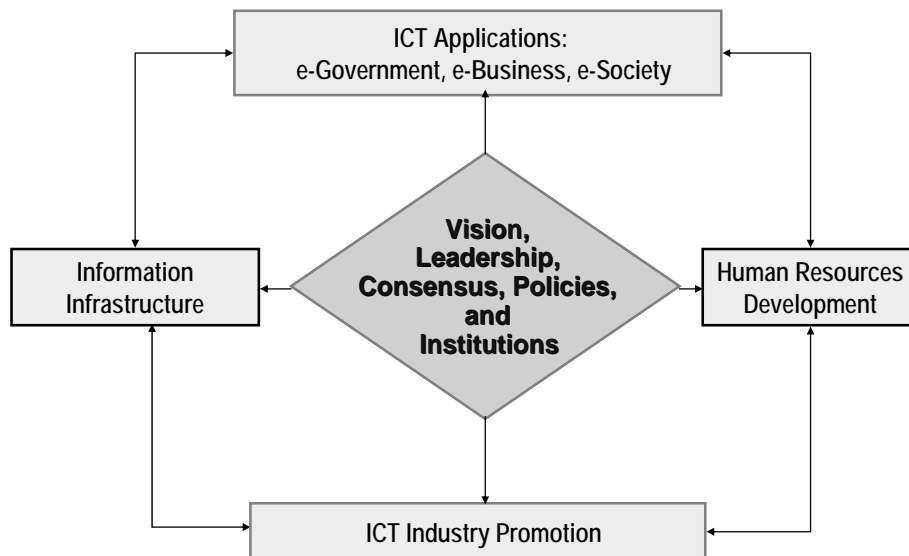 ICT Applications:
e-Government, e-Business, e-Society
Vision,
Leadership,
Consensus, Policies,
and
Institutions
Information
Infrastructure
Human Resources
Development
ICT Industry Promotion